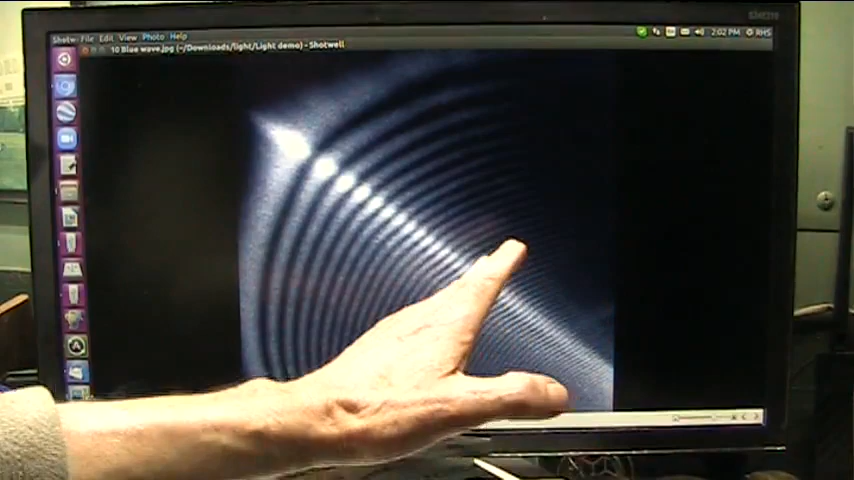 Shotw File Edit View Photo Help
2:02 PM RHS
10 Blue wave.jpg (~/Downloads/light/Light demo) - Shotwell